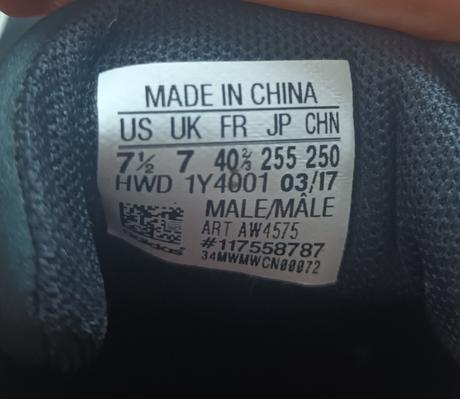 MADE IN CHINA
US UK FR JP CHN
7½ 7 40⅔ 255 250
HWD 1Y4001 03/17
MALE/MÂLE
ART AW4575
adidas #117558787
34MWMWCN00072